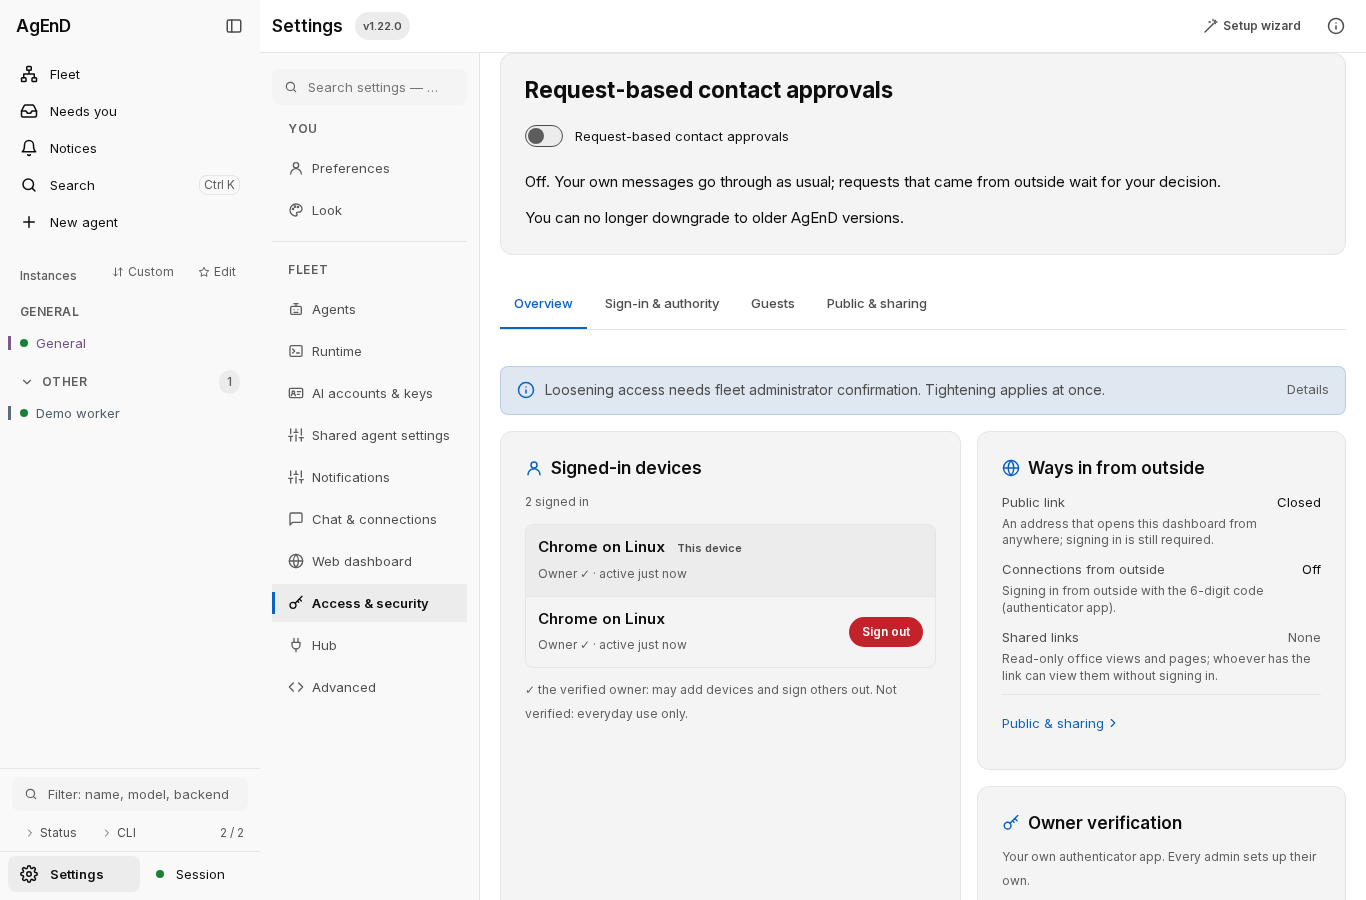 AgEnD
Fleet
Needs you
Notices
Search
Ctrl K
New agent
Instances
Custom
Edit
GENERAL
General
OTHER
1
Demo worker
Filter: name, model, backend
Status
CLI
2 / 2
Settings
Session
Settings
v1.22.0
Setup wizard
Search settings — …
YOU
Preferences
Look
FLEET
Agents
Runtime
AI accounts & keys
Shared agent settings
Notifications
Chat & connections
Web dashboard
Access & security
Hub
Advanced
Request-based contact approvals
Request-based contact approvals
Off. Your own messages go through as usual; requests that came from outside wait for your decision.
You can no longer downgrade to older AgEnD versions.
Overview
Sign-in & authority
Guests
Public & sharing
Loosening access needs fleet administrator confirmation. Tightening applies at once.
Details
Signed-in devices
2 signed in
Chrome on Linux
This device
Owner ✓ · active just now
Chrome on Linux
Owner ✓ · active just now
Sign out
✓ the verified owner: may add devices and sign others out. Not
verified: everyday use only.
Ways in from outside
Public link
Closed
An address that opens this dashboard from
anywhere; signing in is still required.
Connections from outside
Off
Signing in from outside with the 6-digit code
(authenticator app).
Shared links
None
Read-only office views and pages; whoever has the
link can view them without signing in.
Public & sharing
Owner verification
Your own authenticator app. Every admin sets up their
own.